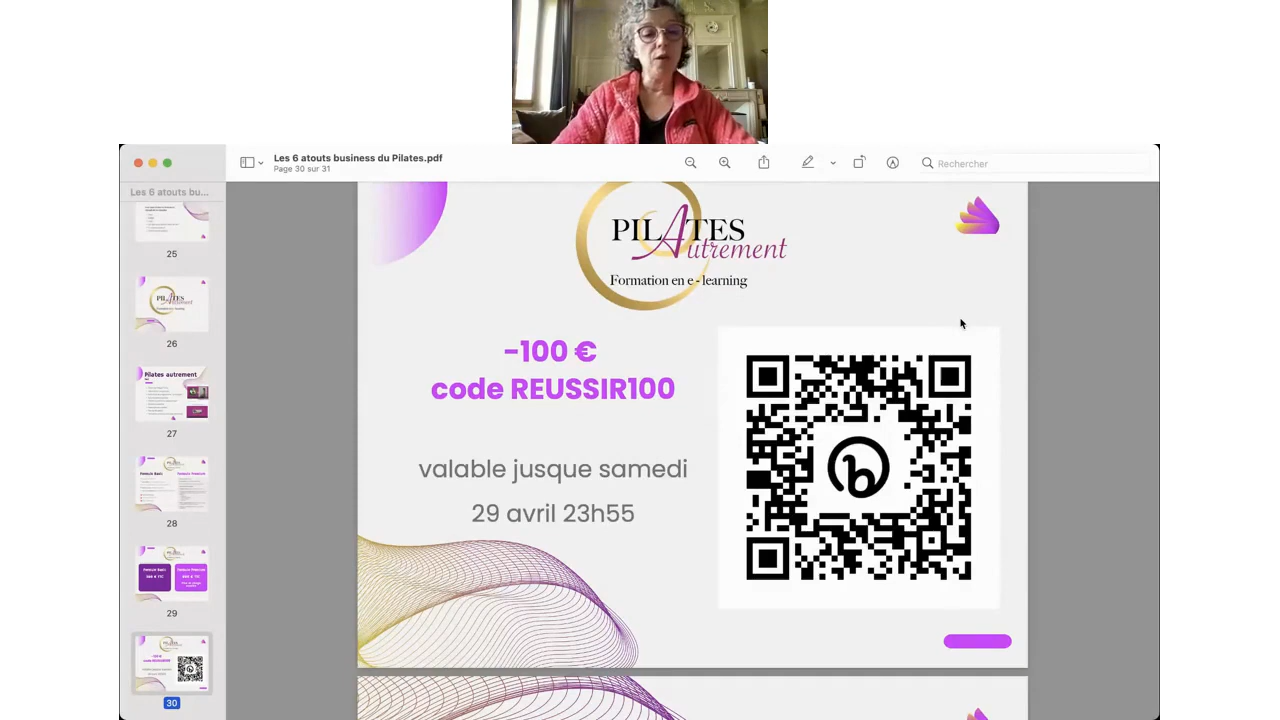 Les 6 atouts business du Pilates.pdf
Page 30 sur 31
Rechercher
Les 6 atouts bu...
25
26
Pilates autrement
27
28
29
30
PILATES
Autrement
Formation en e - learning
-100 €
code REUSSIR100
valable jusque samedi
29 avril 23h55